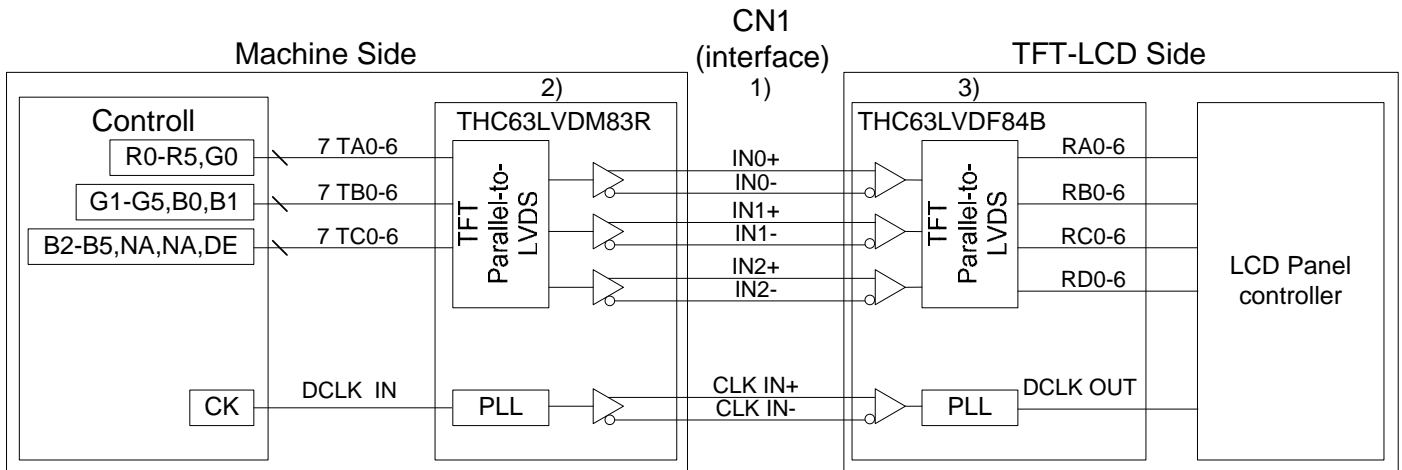 CN1
(interface)
1)
Machine Side
TFT-LCD Side
Controll
R0-R5,G0
G1-G5,B0,B1
B2-B5,NA,NA,DE
CK
7 TA0-6
7 TB0-6
7 TC0-6
DCLK IN
2)
THC63LVDM83R
TFT
Parallel-to-
LVDS
PLL
IN0+
IN0-
IN1+
IN1-
IN2+
IN2-
CLK IN+
CLK IN-
3)
THC63LVDF84B
TFT
Parallel-to-
LVDS
PLL
RA0-6
RB0-6
RC0-6
RD0-6
DCLK OUT
LCD Panel
controller